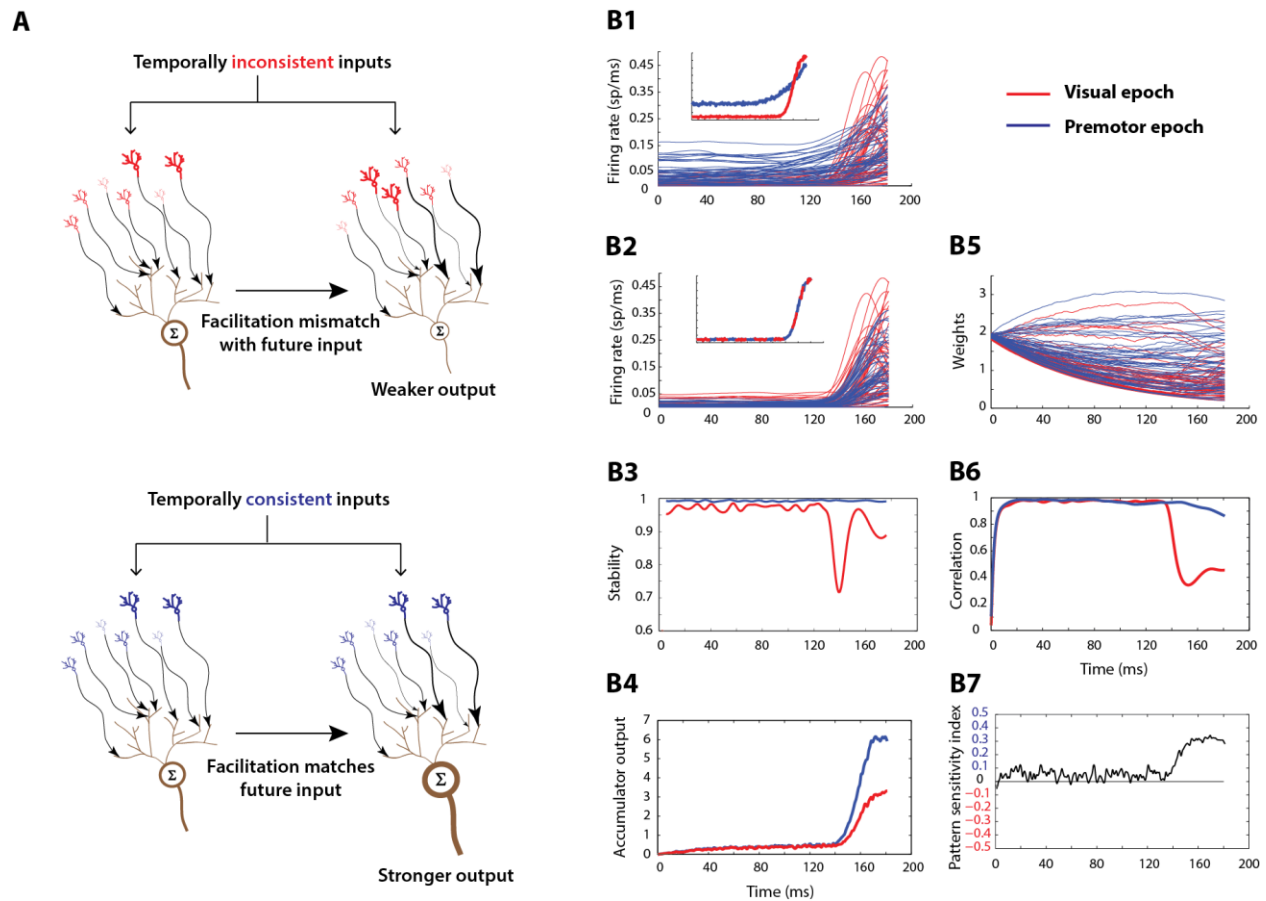 A
Temporally inconsistent inputs
Σ
Facilitation mismatch
with future input
Σ
Weaker output
Temporally consistent inputs
Σ
Facilitation matches
future input
Σ
Stronger output
B1
Firing rate (sp/ms)
0.45
0.35
0.25
0.15
0.05
0
0 40 80 120 160 200
Visual epoch
Premotor epoch
B2
Firing rate (sp/ms)
0.45
0.35
0.25
0.15
0.05
0
0 40 80 120 160 200
B5
Weights
3
2
1
0
0 40 80 120 160 200
B3
Stability
1
0.9
0.8
0.7
0.6
0 40 80 120 160 200
B6
Correlation
1
0.8
0.6
0.4
0.2
0
0 40 80 120 160 200
Time (ms)
B4
Accumulator output
7
6
5
4
3
2
1
0
0 40 80 120 160 200
Time (ms)
B7
Pattern sensitivity index
0.5
0.4
0.3
0.2
0.1
0
−0.1
−0.2
−0.3
−0.4
−0.5
0 40 80 120 160 200